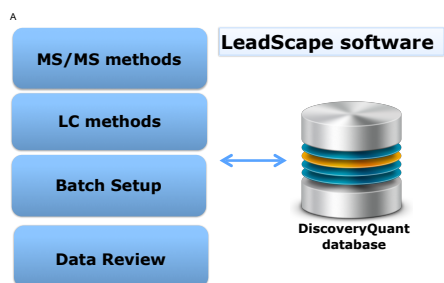 A
MS/MS methods
LeadScape software
LC methods
Batch Setup
DiscoveryQuant
database
Data Review